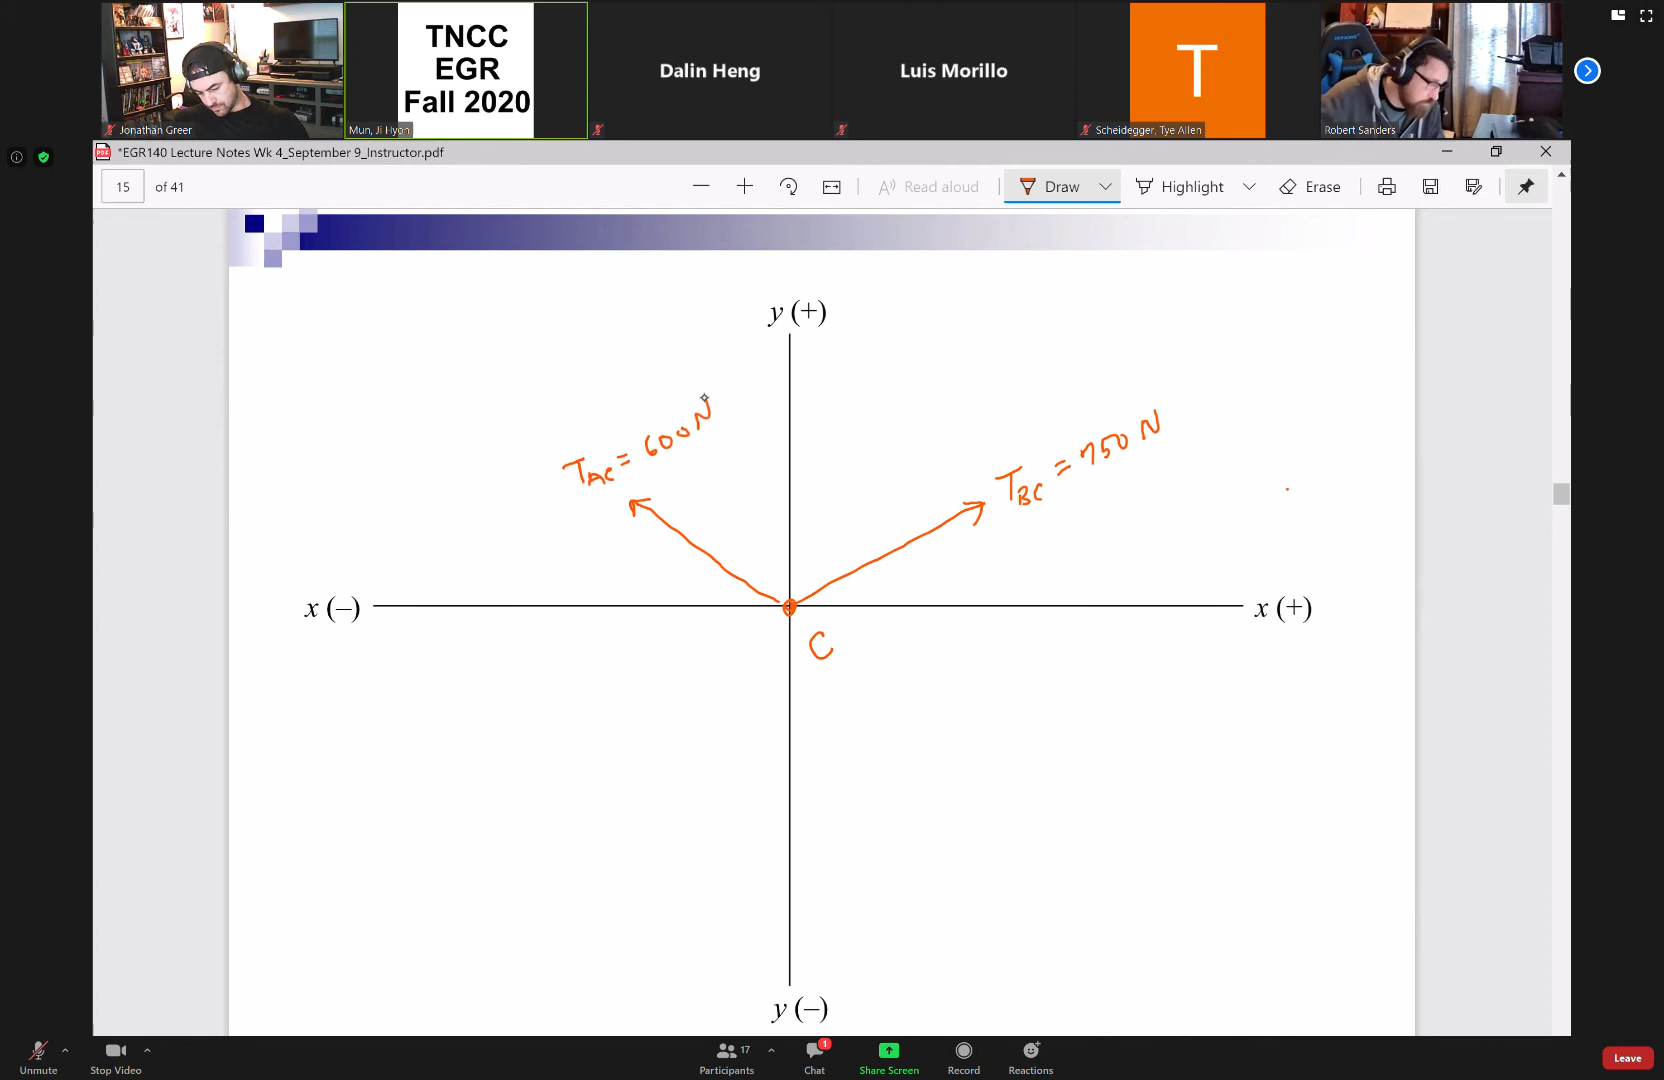 TNCC
EGR
Fall 2020
Dalin Heng
Luis Morillo
T
Jonathan Greer
Mun, Ji Hyun
Scheidegger, Tye Allen
Robert Sanders
*EGR140 Lecture Notes Wk 4_September 9_Instructor.pdf
15 of 41
Read aloud
Draw
Highlight
Erase
y (+)
T_AC = 600 N
T_BC = 750 N
x (–)
x (+)
C
y (–)
Unmute
Stop Video
17
Participants
1
Chat
Share Screen
Record
Reactions
Leave